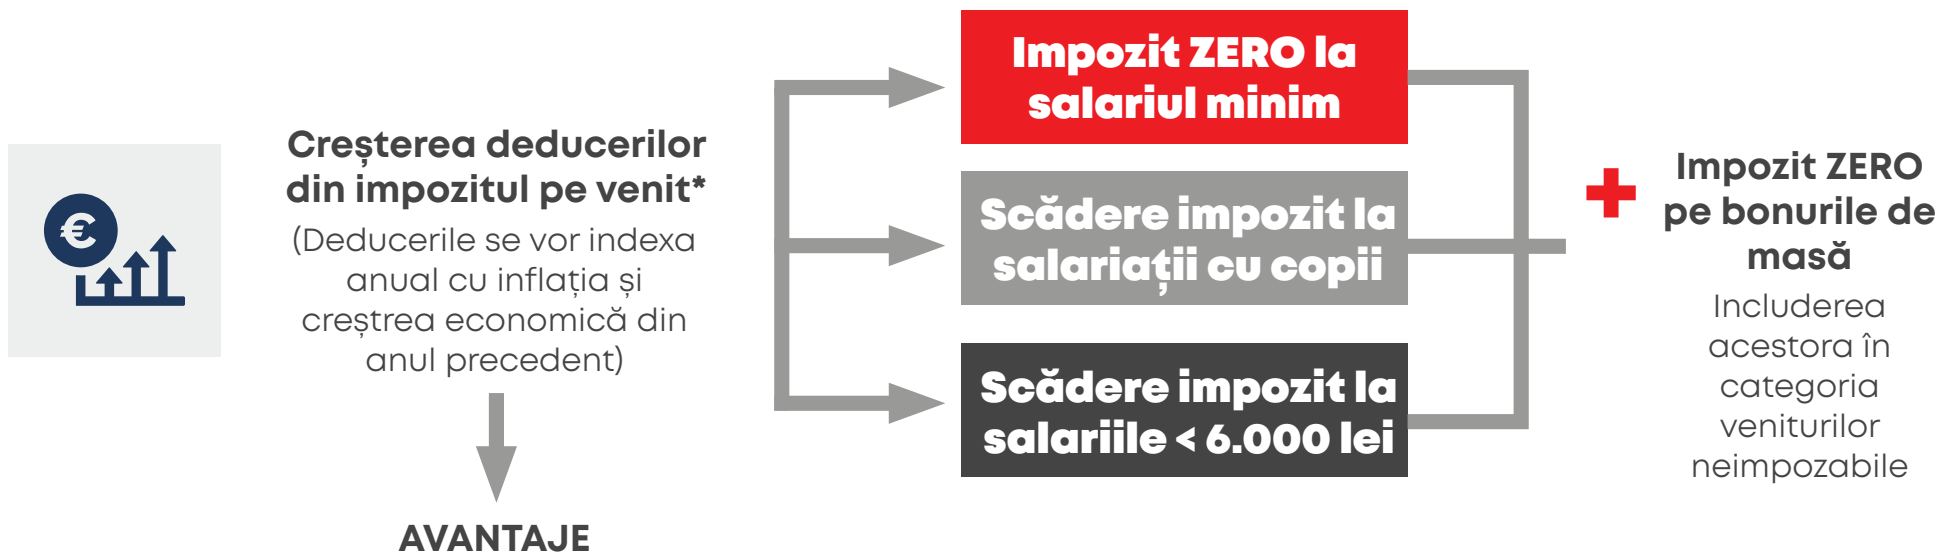 Creșterea deducerilor
din impozitul pe venit*
(Deducerile se vor indexa
anual cu inflația și
creștrea economică din
anul precedent)
AVANTAJE
Impozit ZERO la
salariul minim
Scădere impozit la
salariații cu copii
Scădere impozit la
salariile < 6.000 lei
Impozit ZERO
pe bonurile de
masă
Includerea
acestora în
categoria
veniturilor
neimpozabile